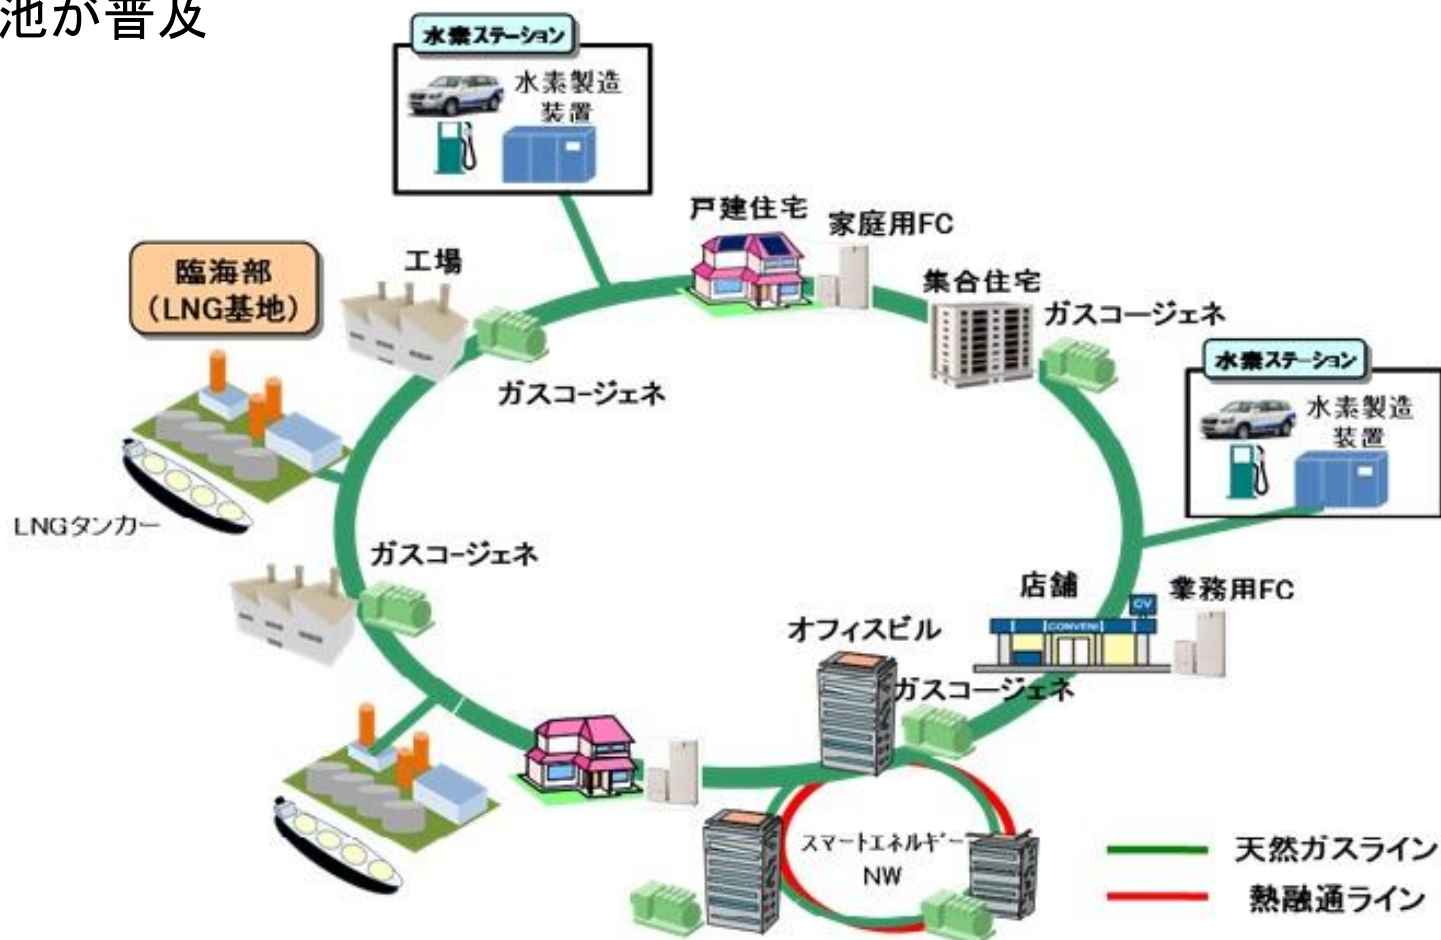 池が普及
水素ステーション
水素製造
装置
戸建住宅
家庭用FC
工場
臨海部
（LNG基地）
集合住宅
ガスコージェネ
ガスコージェネ
水素ステーション
水素製造
装置
LNGタンカー
ガスコージェネ
店舗
業務用FC
CV
CONVENI
オフィスビル
ガスコージェネ
スマートエネルギー
NW
天然ガスライン
熱融通ライン